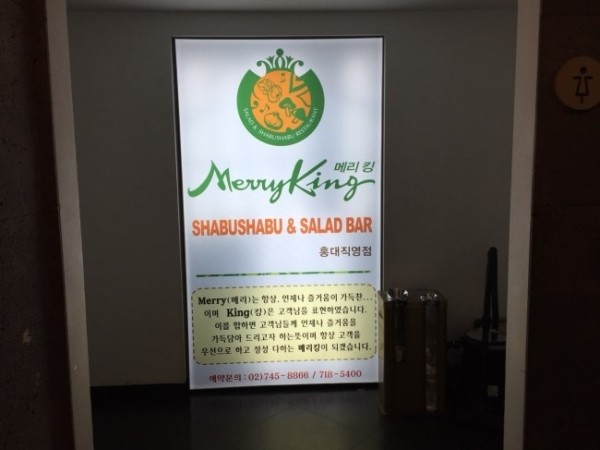 SALAD & SHABUSHABU RESTAURANT
메리 킹
MerryKing
SHABUSHABU & SALAD BAR
홍대직영점
Merry(메리)는 항상, 언제나 즐거움이 가득찬...
이며 King(킹)은 고객님을 표현하였습니다.
이를 합하면 고객님들께 언제나 즐거움을
가득담아 드리고자 하는뜻이며 항상 고객을
우선으로 하고 정성 다하는 메리킹이 되겠습니다.
예약문의 : 02)745-8866 / 718-5400